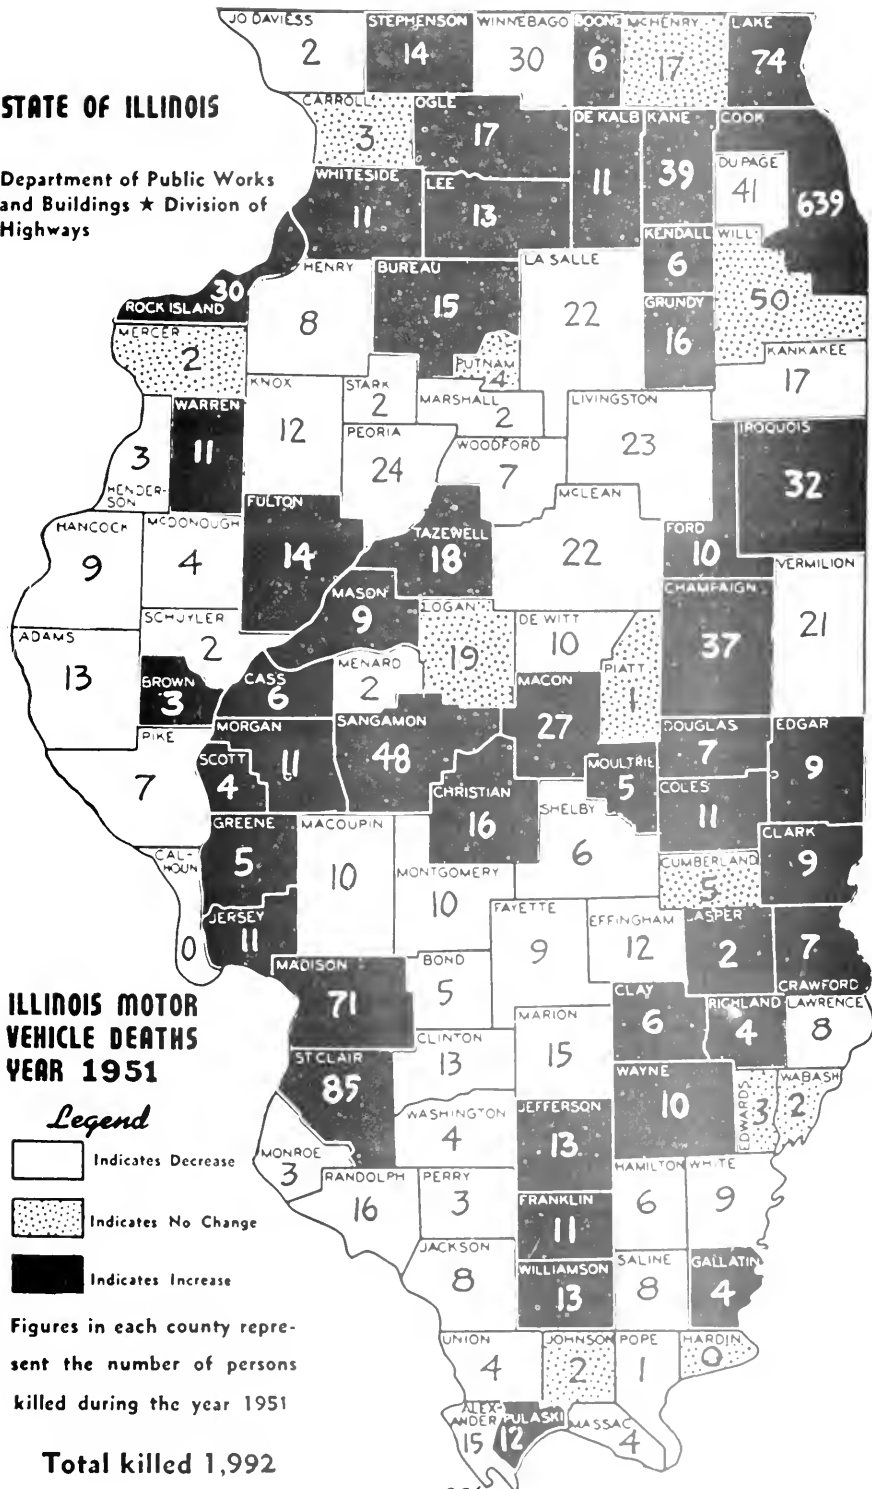 JO DAVIESS
2
STEPHENSON
14
WINNEBAGO
30
BOONE
6
MCHENRY
17
LAKE
74
STATE OF ILLINOIS
Department of Public Works
and Buildings ★ Division of
Highways
CARROLL
3
OGLE
17
DE KALB
11
KANE
39
COOK
639
DU PAGE
41
WHITESIDE
11
LEE
13
KENDALL
6
WILL
50
ROCK ISLAND
30
HENRY
8
BUREAU
15
LA SALLE
22
GRUNDY
16
MERCER
2
PUTNAM
4
KANKAKEE
17
KNOX
12
STARK
2
MARSHALL
2
LIVINGSTON
23
WARREN
11
3
HENDER-
SON
PEORIA
24
WOODFORD
7
IROQUOIS
32
FULTON
14
MCLEAN
22
HANCOCK
9
MCDONOUGH
4
TAZEWELL
18
FORD
10
VERMILION
21
MASON
9
CHAMPAIGN
37
SCHUYLER
2
LOGAN
19
DE WITT
10
PIATT
1
ADAMS
13
BROWN
3
CASS
6
MENARD
2
MACON
27
PIKE
7
MORGAN
11
SANGAMON
48
DOUGLAS
7
EDGAR
9
SCOTT
4
CHRISTIAN
16
MOULTRIE
5
COLES
11
SHELBY
6
GREENE
5
MACOUPIN
10
CLARK
9
CAL-
HOUN
0
MONTGOMERY
10
CUMBERLAND
5
JERSEY
11
FAYETTE
9
EFFINGHAM
12
JASPER
2
7
CRAWFORD
MADISON
71
BOND
5
CLAY
6
RICHLAND
4
LAWRENCE
8
ILLINOIS MOTOR
VEHICLE DEATHS
YEAR 1951
MARION
15
CLINTON
13
ST CLAIR
85
WAYNE
10
EDWARDS
3
WABASH
2
Legend
Indicates Decrease
Indicates No Change
Indicates Increase
WASHINGTON
4
JEFFERSON
13
MONROE
3
RANDOLPH
16
PERRY
3
HAMILTON
6
WHITE
9
FRANKLIN
11
JACKSON
8
WILLIAMSON
13
SALINE
8
GALLATIN
4
Figures in each county repre-
sent the number of persons
killed during the year 1951
UNION
4
JOHNSON
2
POPE
1
HARDIN
0
ALEX-
ANDER
15
PULASKI
12
MASSAC
4
Total killed 1,992